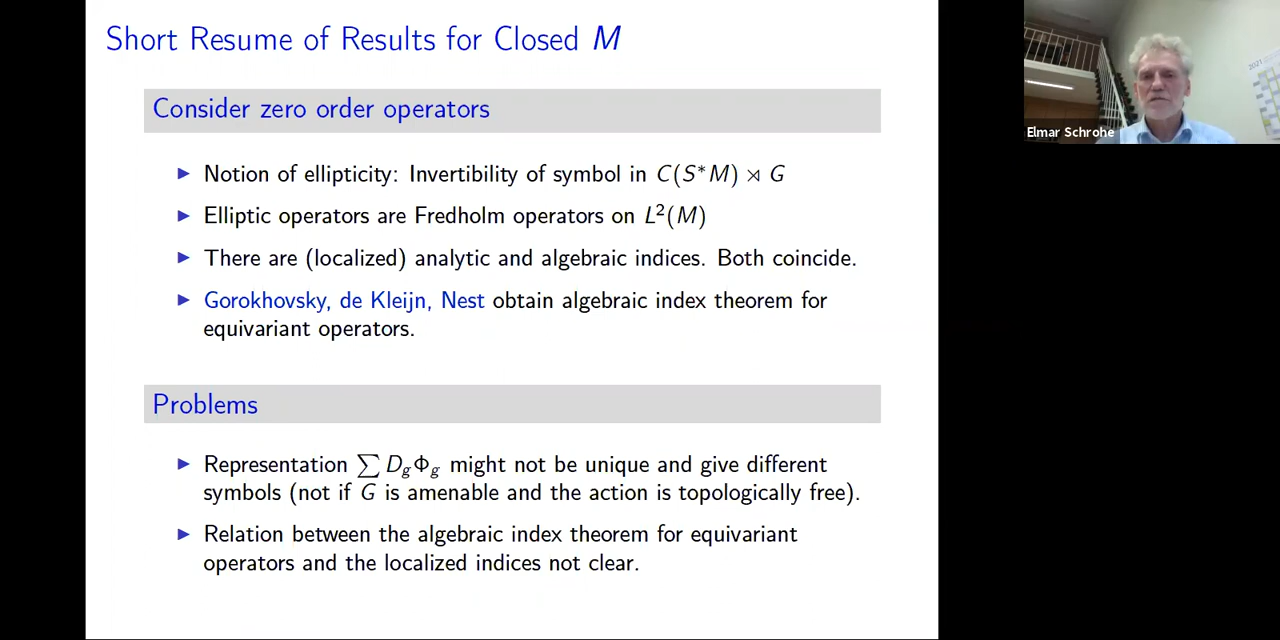 Short Resume of Results for Closed M
Consider zero order operators
▶ Notion of ellipticity: Invertibility of symbol in C(S*M) ⋊ G
▶ Elliptic operators are Fredholm operators on L²(M)
▶ There are (localized) analytic and algebraic indices. Both coincide.
▶ Gorokhovsky, de Kleijn, Nest obtain algebraic index theorem for
equivariant operators.
Problems
▶ Representation ∑ D_gΦ_g might not be unique and give different
symbols (not if G is amenable and the action is topologically free).
▶ Relation between the algebraic index theorem for equivariant
operators and the localized indices not clear.
Elmar Schrohe
2021